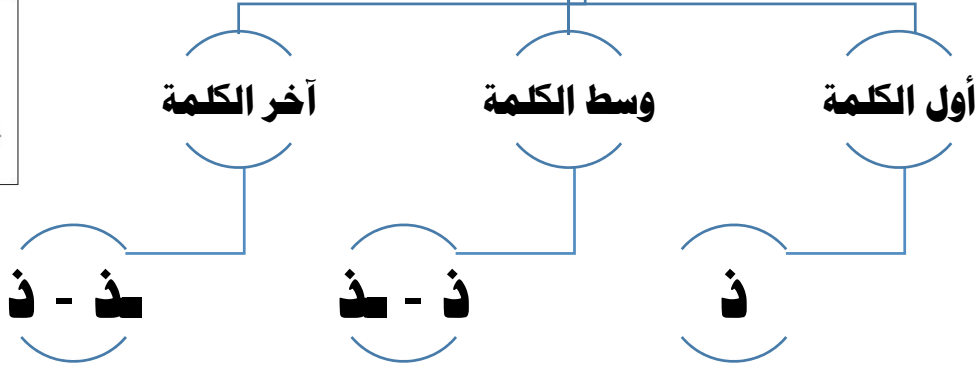 أول الكلمة
وسط الكلمة
آخر الكلمة
ذ
ذ - ـذ
ـذ - ذ